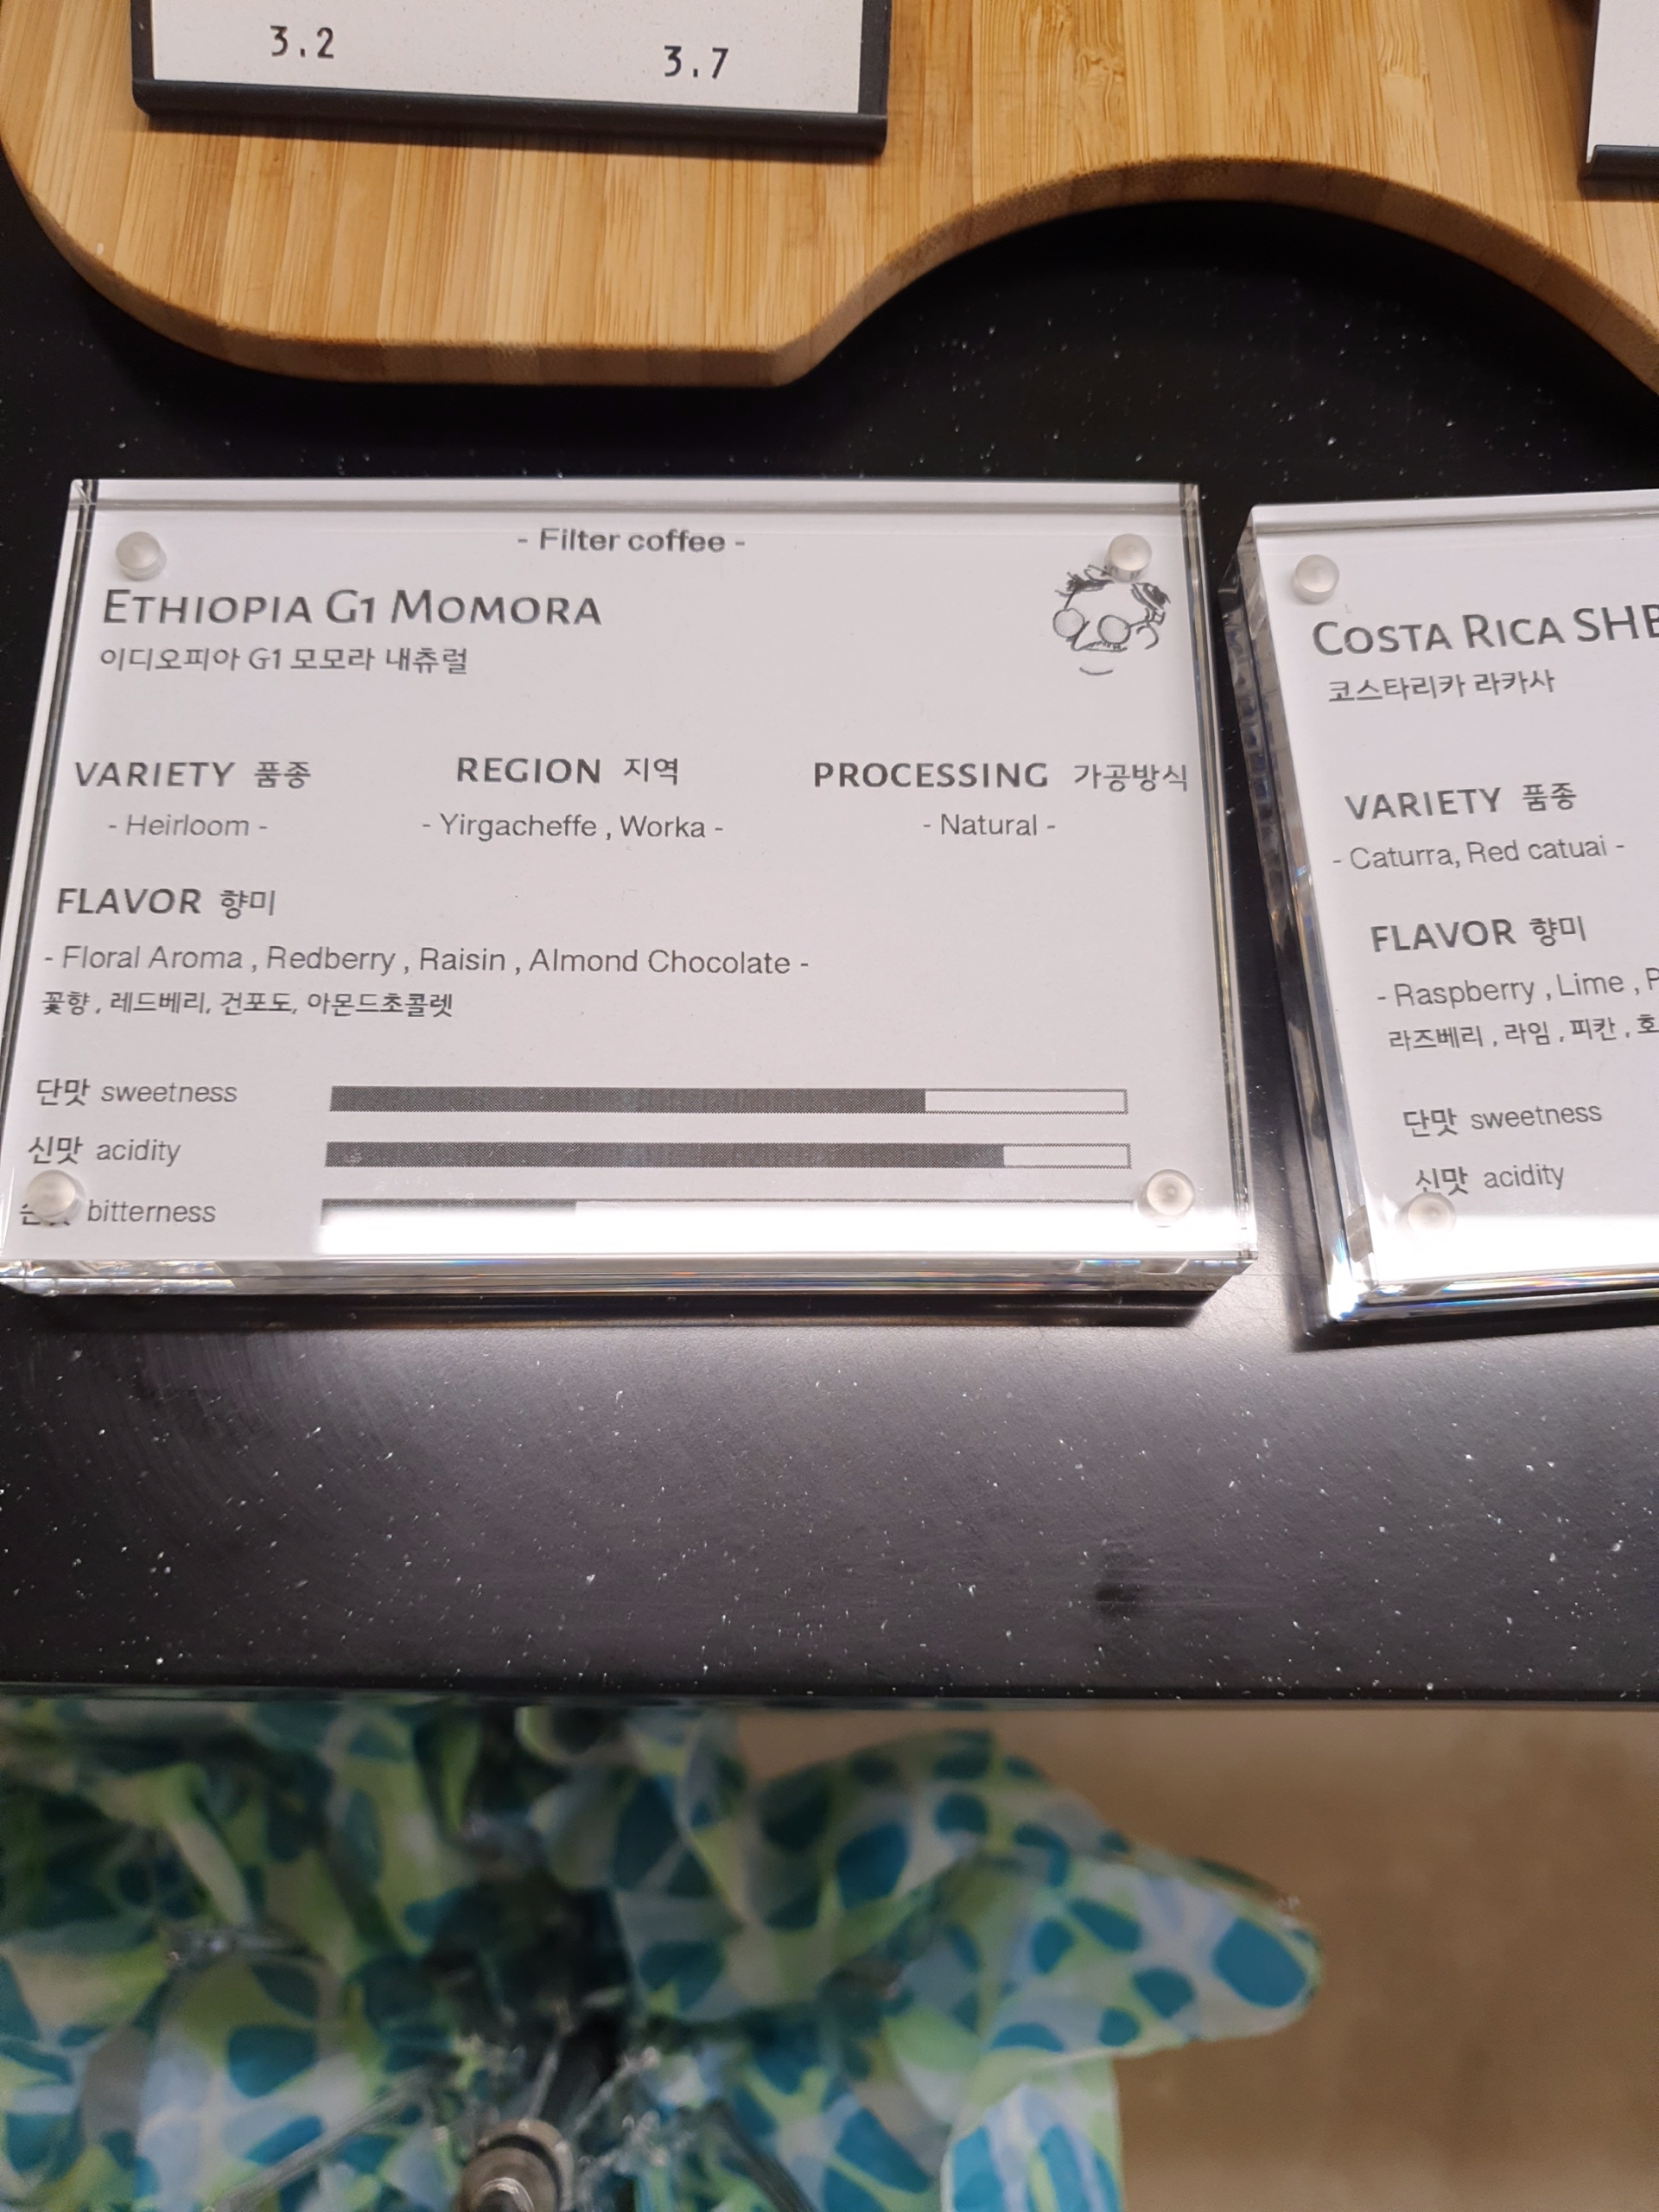 3.2 3.7
- Filter coffee -
ETHIOPIA G1 MOMORA
이디오피아 G1 모모라 내츄럴
VARIETY 품종 REGION 지역 PROCESSING 가공방식
- Heirloom - - Yirgacheffe , Worka - - Natural -
FLAVOR 향미
- Floral Aroma , Redberry , Raisin , Almond Chocolate -
꽃향 , 레드베리, 건포도, 아몬드초콜렛
단맛 sweetness
신맛 acidity
bitterness
COSTA RICA
코스타리카 라카사
VARIETY 품종
- Caturra, Red catuai -
FLAVOR 향미
- Raspberry , Lime ,
라즈베리 , 라임 , 피칸 ,
단맛 sweetness
신맛 acidity